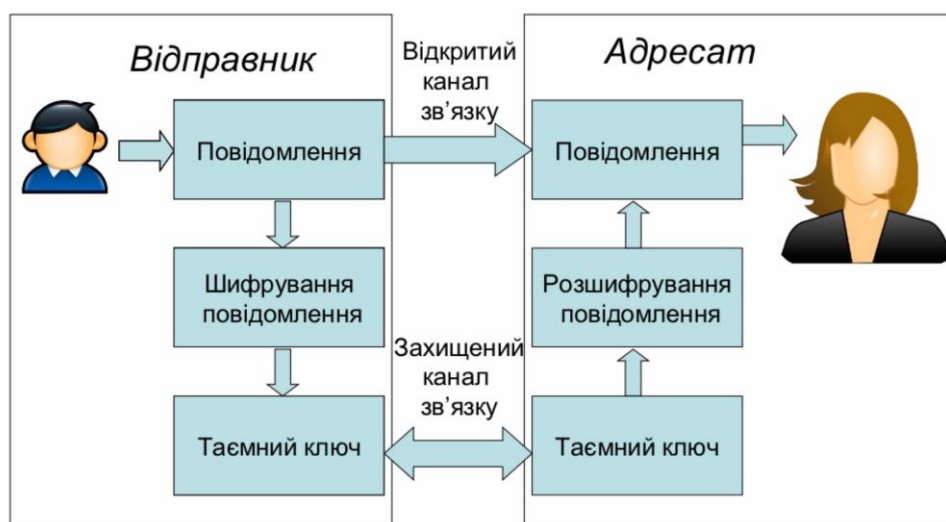 Відправник
Відкритий
канал
зв’язку
Адресат
Повідомлення
Повідомлення
Шифрування
повідомлення
Розшифрування
повідомлення
Захищений
канал
зв’язку
Таємний ключ
Таємний ключ